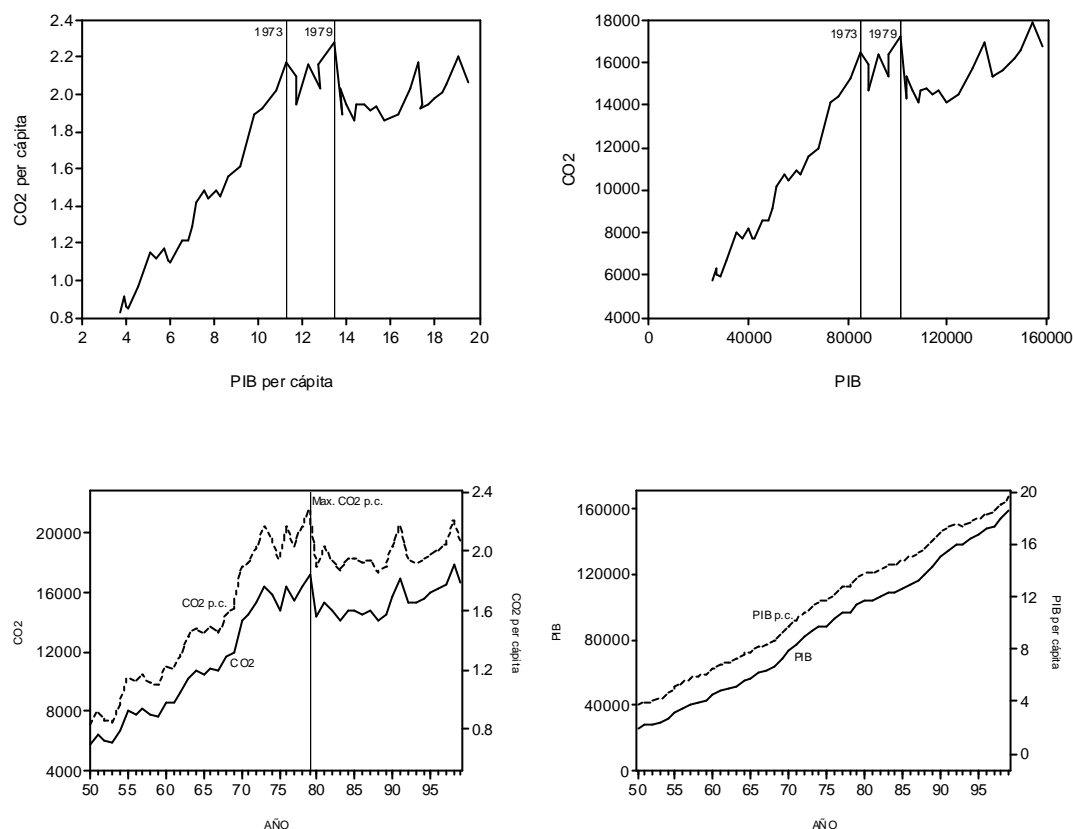 2.4
2.2
2.0
1.8
1.6
1.4
1.2
1.0
0.8
1973
1979
2 4 6 8 10 12 14 16 18 20
CO2 per cápita
PIB per cápita
18000
16000
14000
12000
10000
8000
6000
4000
1973
1979
0 40000 80000 120000 160000
CO2
PIB
20000
16000
12000
8000
4000
2.4
2.0
1.6
1.2
0.8
Max. CO2 p.c.
CO2 p.c.
CO2
50 55 60 65 70 75 80 85 90 95
CO2
CO2 per cápita
AÑO
160000
120000
80000
40000
0
20
16
12
8
4
0
PIB p.c.
PIB
50 55 60 65 70 75 80 85 90 95
PIB
PIB per cápita
AÑO